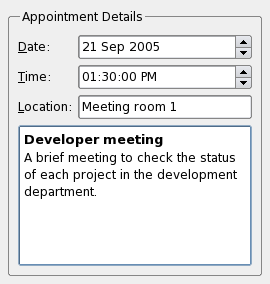 Appointment Details
Date: 21 Sep 2005
Time: 01:30:00 PM
Location: Meeting room 1
Developer meeting
A brief meeting to check the status
of each project in the development
department.